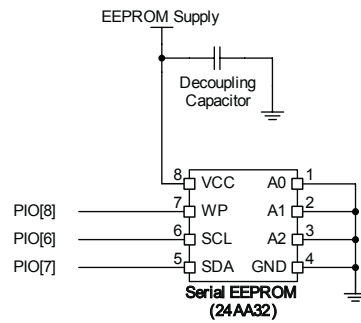 EEPROM Supply
Decoupling
Capacitor
8 VCC A0 1
PIO[8] 7 WP A1 2
PIO[6] 6 SCL A2 3
PIO[7] 5 SDA GND 4
Serial EEPROM
(24AA32)